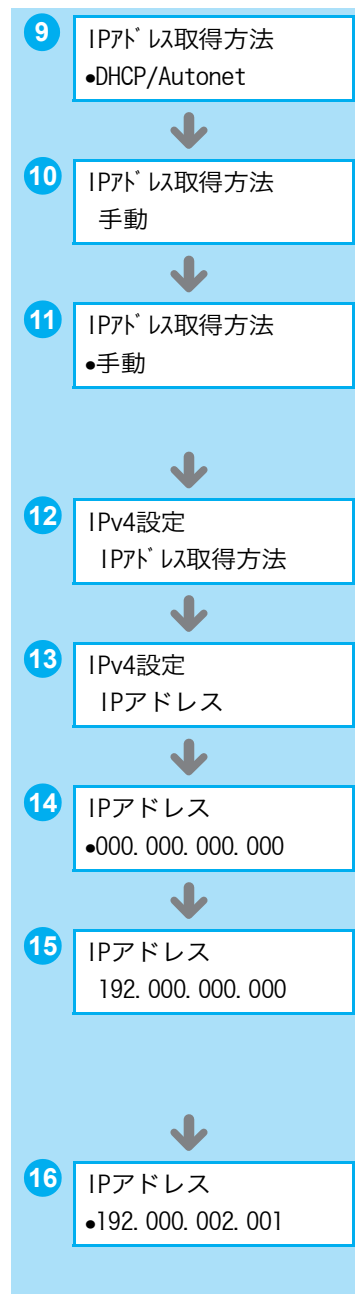 9
IPｱﾄﾞﾚｽ取得方法
●DHCP/Autonet
10
IPｱﾄﾞﾚｽ取得方法
手動
11
IPｱﾄﾞﾚｽ取得方法
●手動
12
IPv4設定
IPｱﾄﾞﾚｽ取得方法
13
IPv4設定
IPアドレス
14
IPアドレス
●000.000.000.000
15
IPアドレス
192.000.000.000
16
IPアドレス
●192.000.002.001